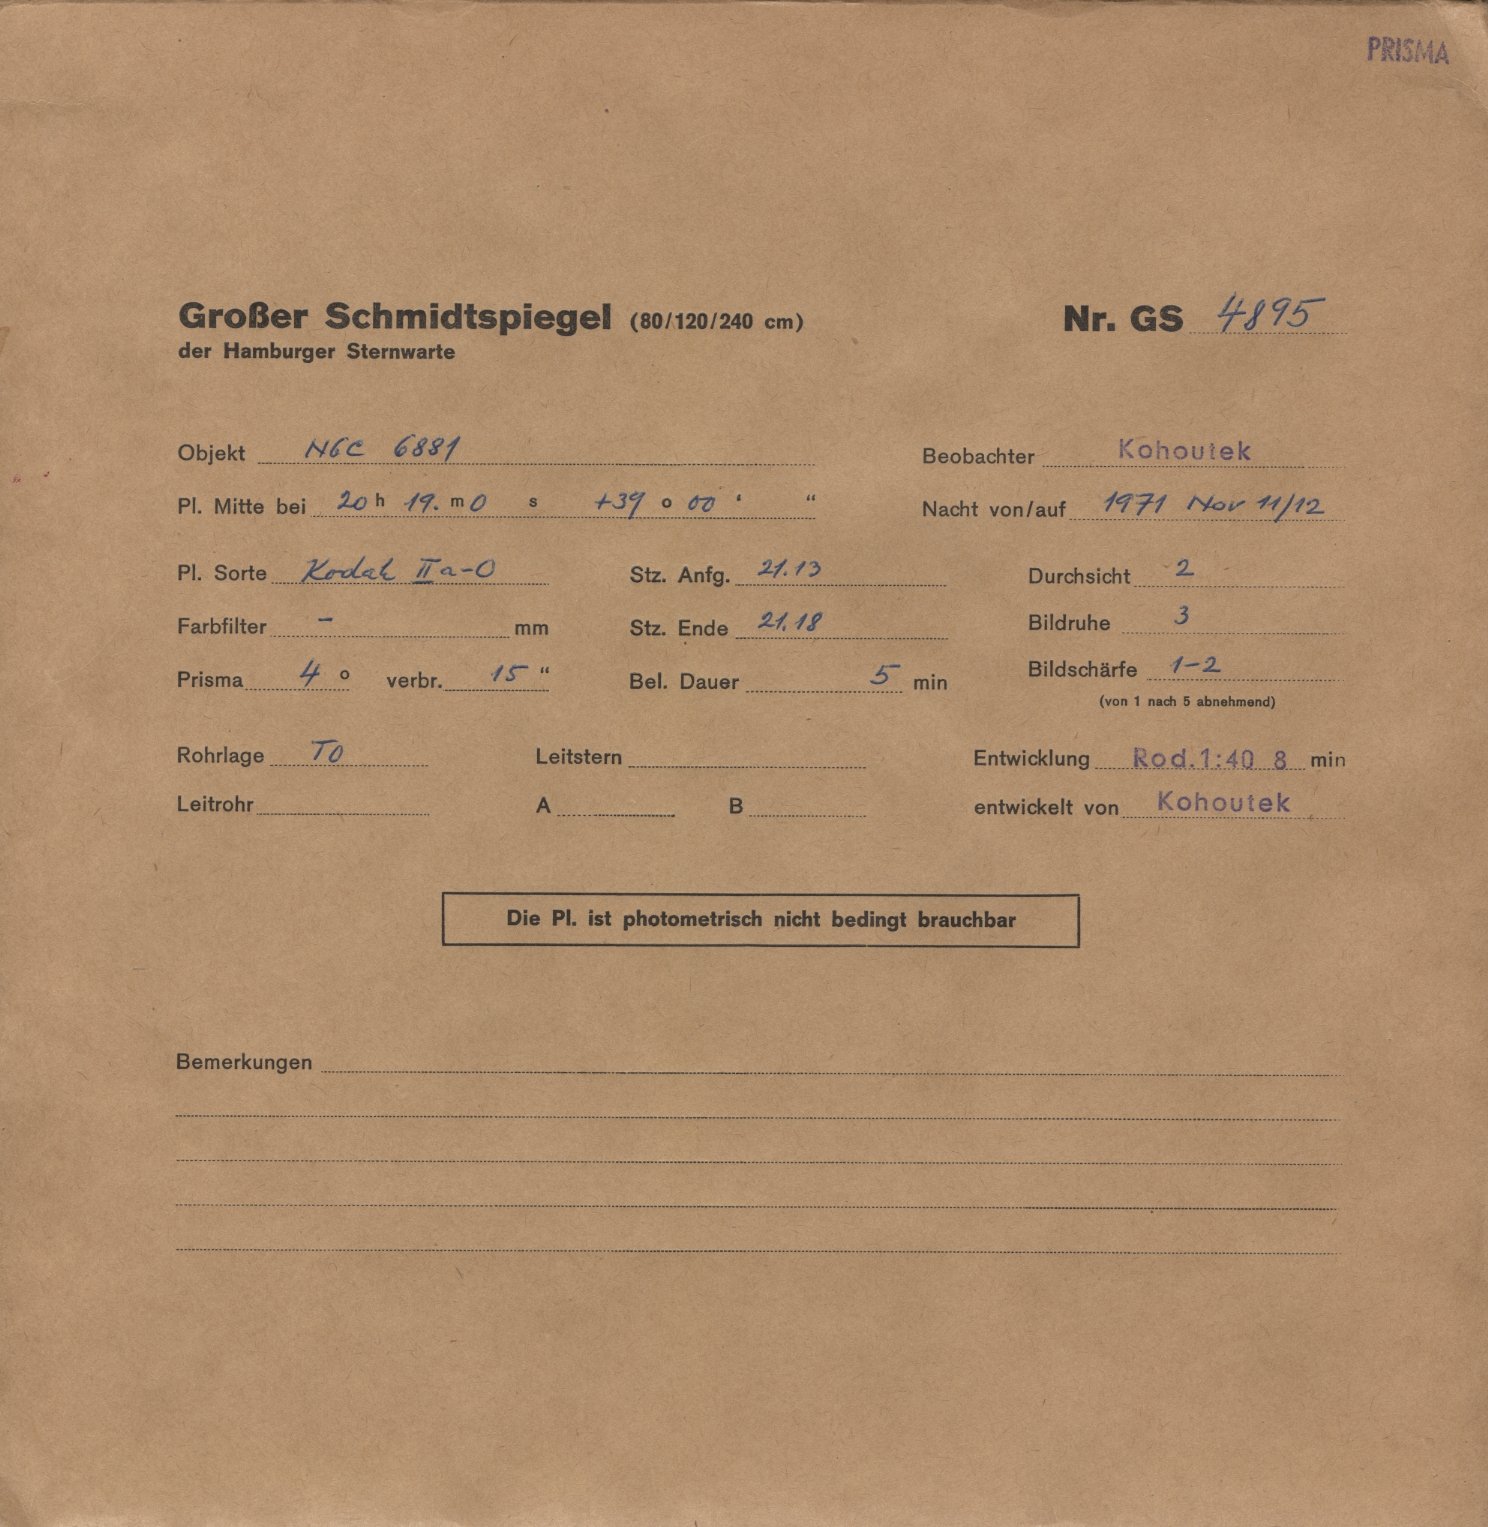 PRISMA
Großer Schmidtspiegel (80/120/240 cm) Nr. GS 4895
der Hamburger Sternwarte
Objekt NGC 6881 Beobachter Kohoutek
Pl. Mitte bei 20 h 19. m 0 s +39 o 00 ‘ “ Nacht von/auf 1971 Nov 11/12
Pl. Sorte Kodak IIa-O Stz. Anfg. 21.13 Durchsicht 2
Farbfilter - mm Stz. Ende 21.18 Bildruhe 3
Prisma 4 o verbr. 15 “ Bel. Dauer 5 min Bildschärfe 1-2
(von 1 nach 5 abnehmend)
Rohrlage TO Leitstern Entwicklung Rod.1:40 8 min
Leitrohr A B entwickelt von Kohoutek
Die Pl. ist photometrisch nicht bedingt brauchbar
Bemerkungen